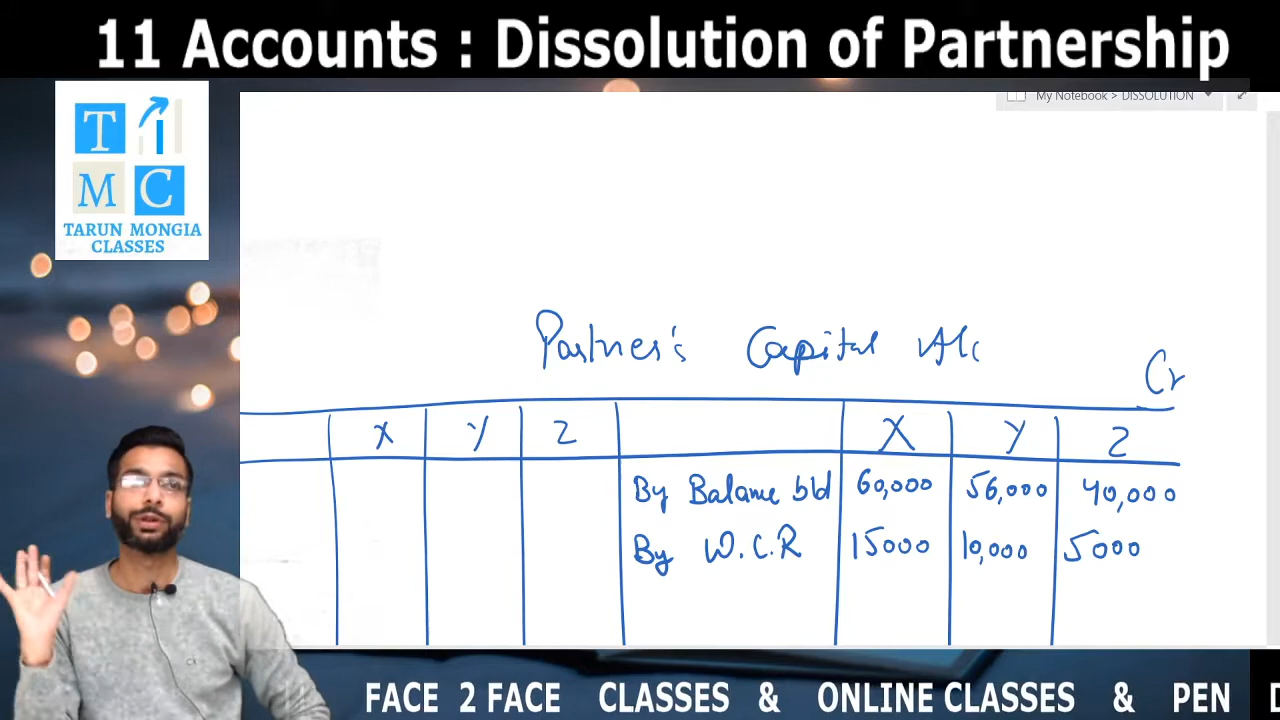 11 Accounts : Dissolution of Partnership
My Notebook > DISSOLUTION
T
M C
TARUN MONGIA
CLASSES
Partner's Capital A/c
Cr
X Y Z X Y Z
By Balance b/d 60,000 56,000 40,000
By W.C.R 15000 10,000 5000
FACE 2 FACE CLASSES & ONLINE CLASSES & PEN D